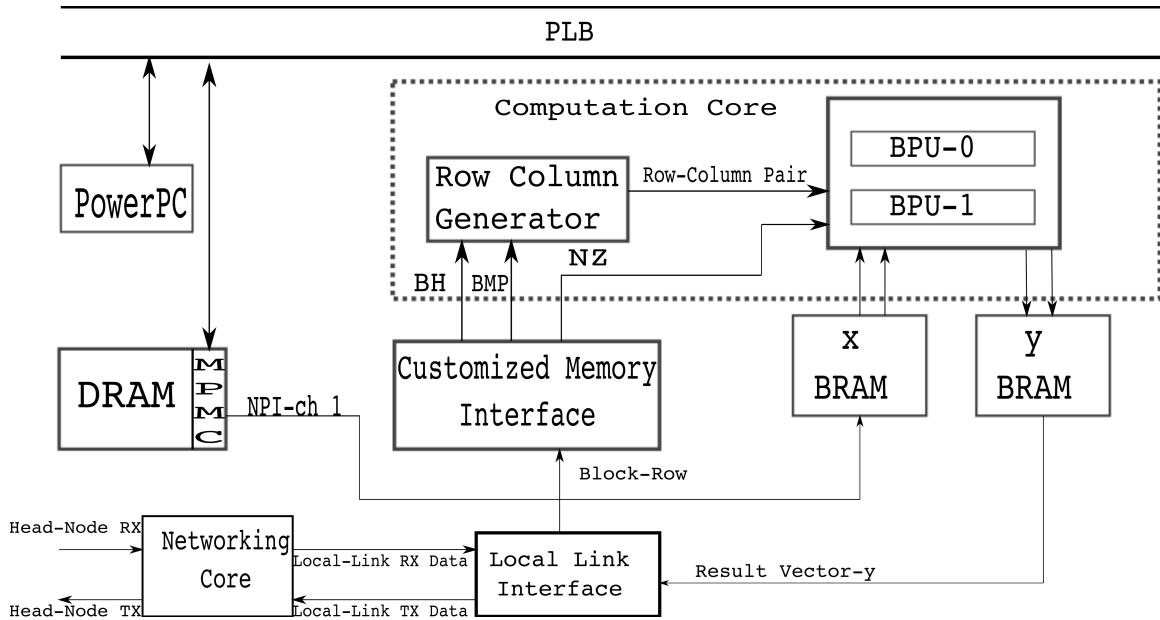 PLB
Computation Core
BPU-0
BPU-1
Row Column
Generator
Row-Column Pair
PowerPC
NZ
BH
BMP
x
BRAM
y
BRAM
DRAM
M
P
M
C
NPI-ch 1
Customized Memory
Interface
Block-Row
Head-Node RX
Networking
Core
Local-Link RX Data
Local Link
Interface
Result Vector-y
Head-Node TX
Local-Link TX Data